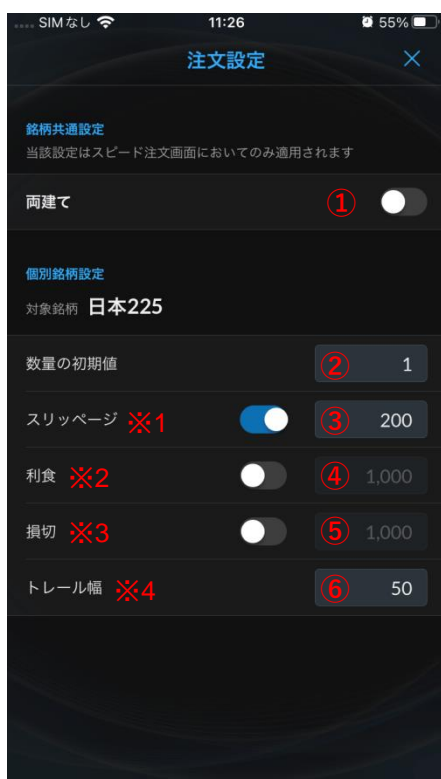 .... SIMなし 11:26 55%
注文設定 ×
銘柄共通設定
当該設定はスピード注文画面においてのみ適用されます
両建て ①
個別銘柄設定
対象銘柄 日本225
数量の初期値 ② 1
スリッページ ※1 ③ 200
利食 ※2 ④ 1,000
損切 ※3 ⑤ 1,000
トレール幅 ※4 ⑥ 50